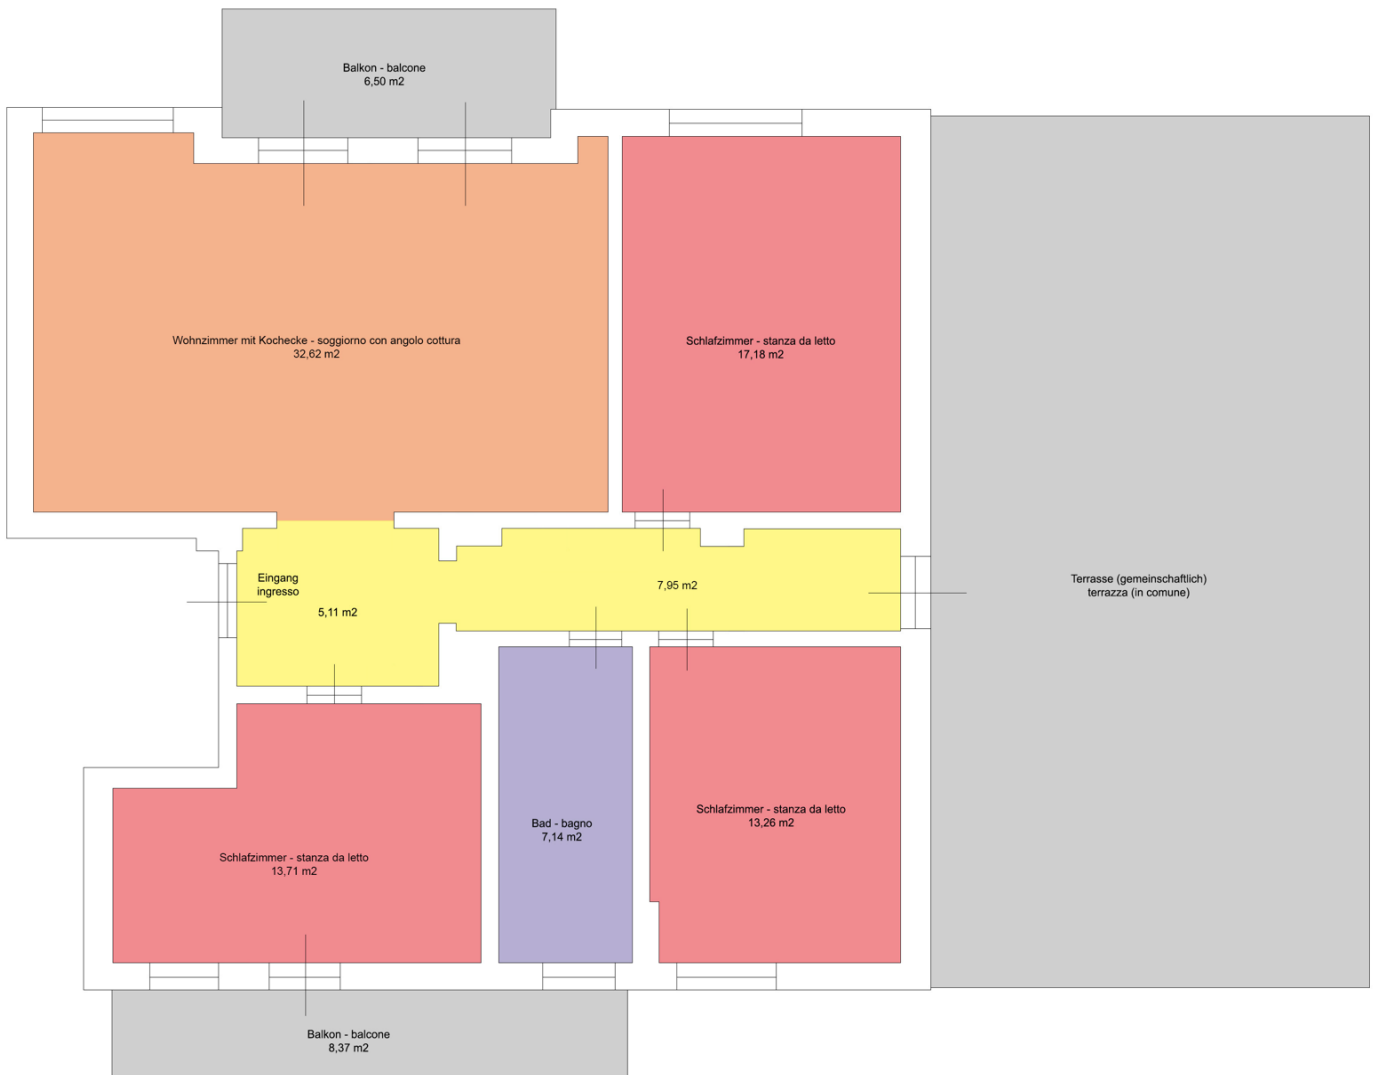 Balkon - balcone
6,50 m2
Wohnzimmer mit Kochecke - soggiorno con angolo cottura
32,62 m2
Schlafzimmer - stanza da letto
17,18 m2
Eingang
ingresso
5,11 m2
7,95 m2
Terrasse (gemeinschaftlich)
terrazza (in comune)
Schlafzimmer - stanza da letto
13,71 m2
Bad - bagno
7,14 m2
Schlafzimmer - stanza da letto
13,26 m2
Balkon - balcone
8,37 m2